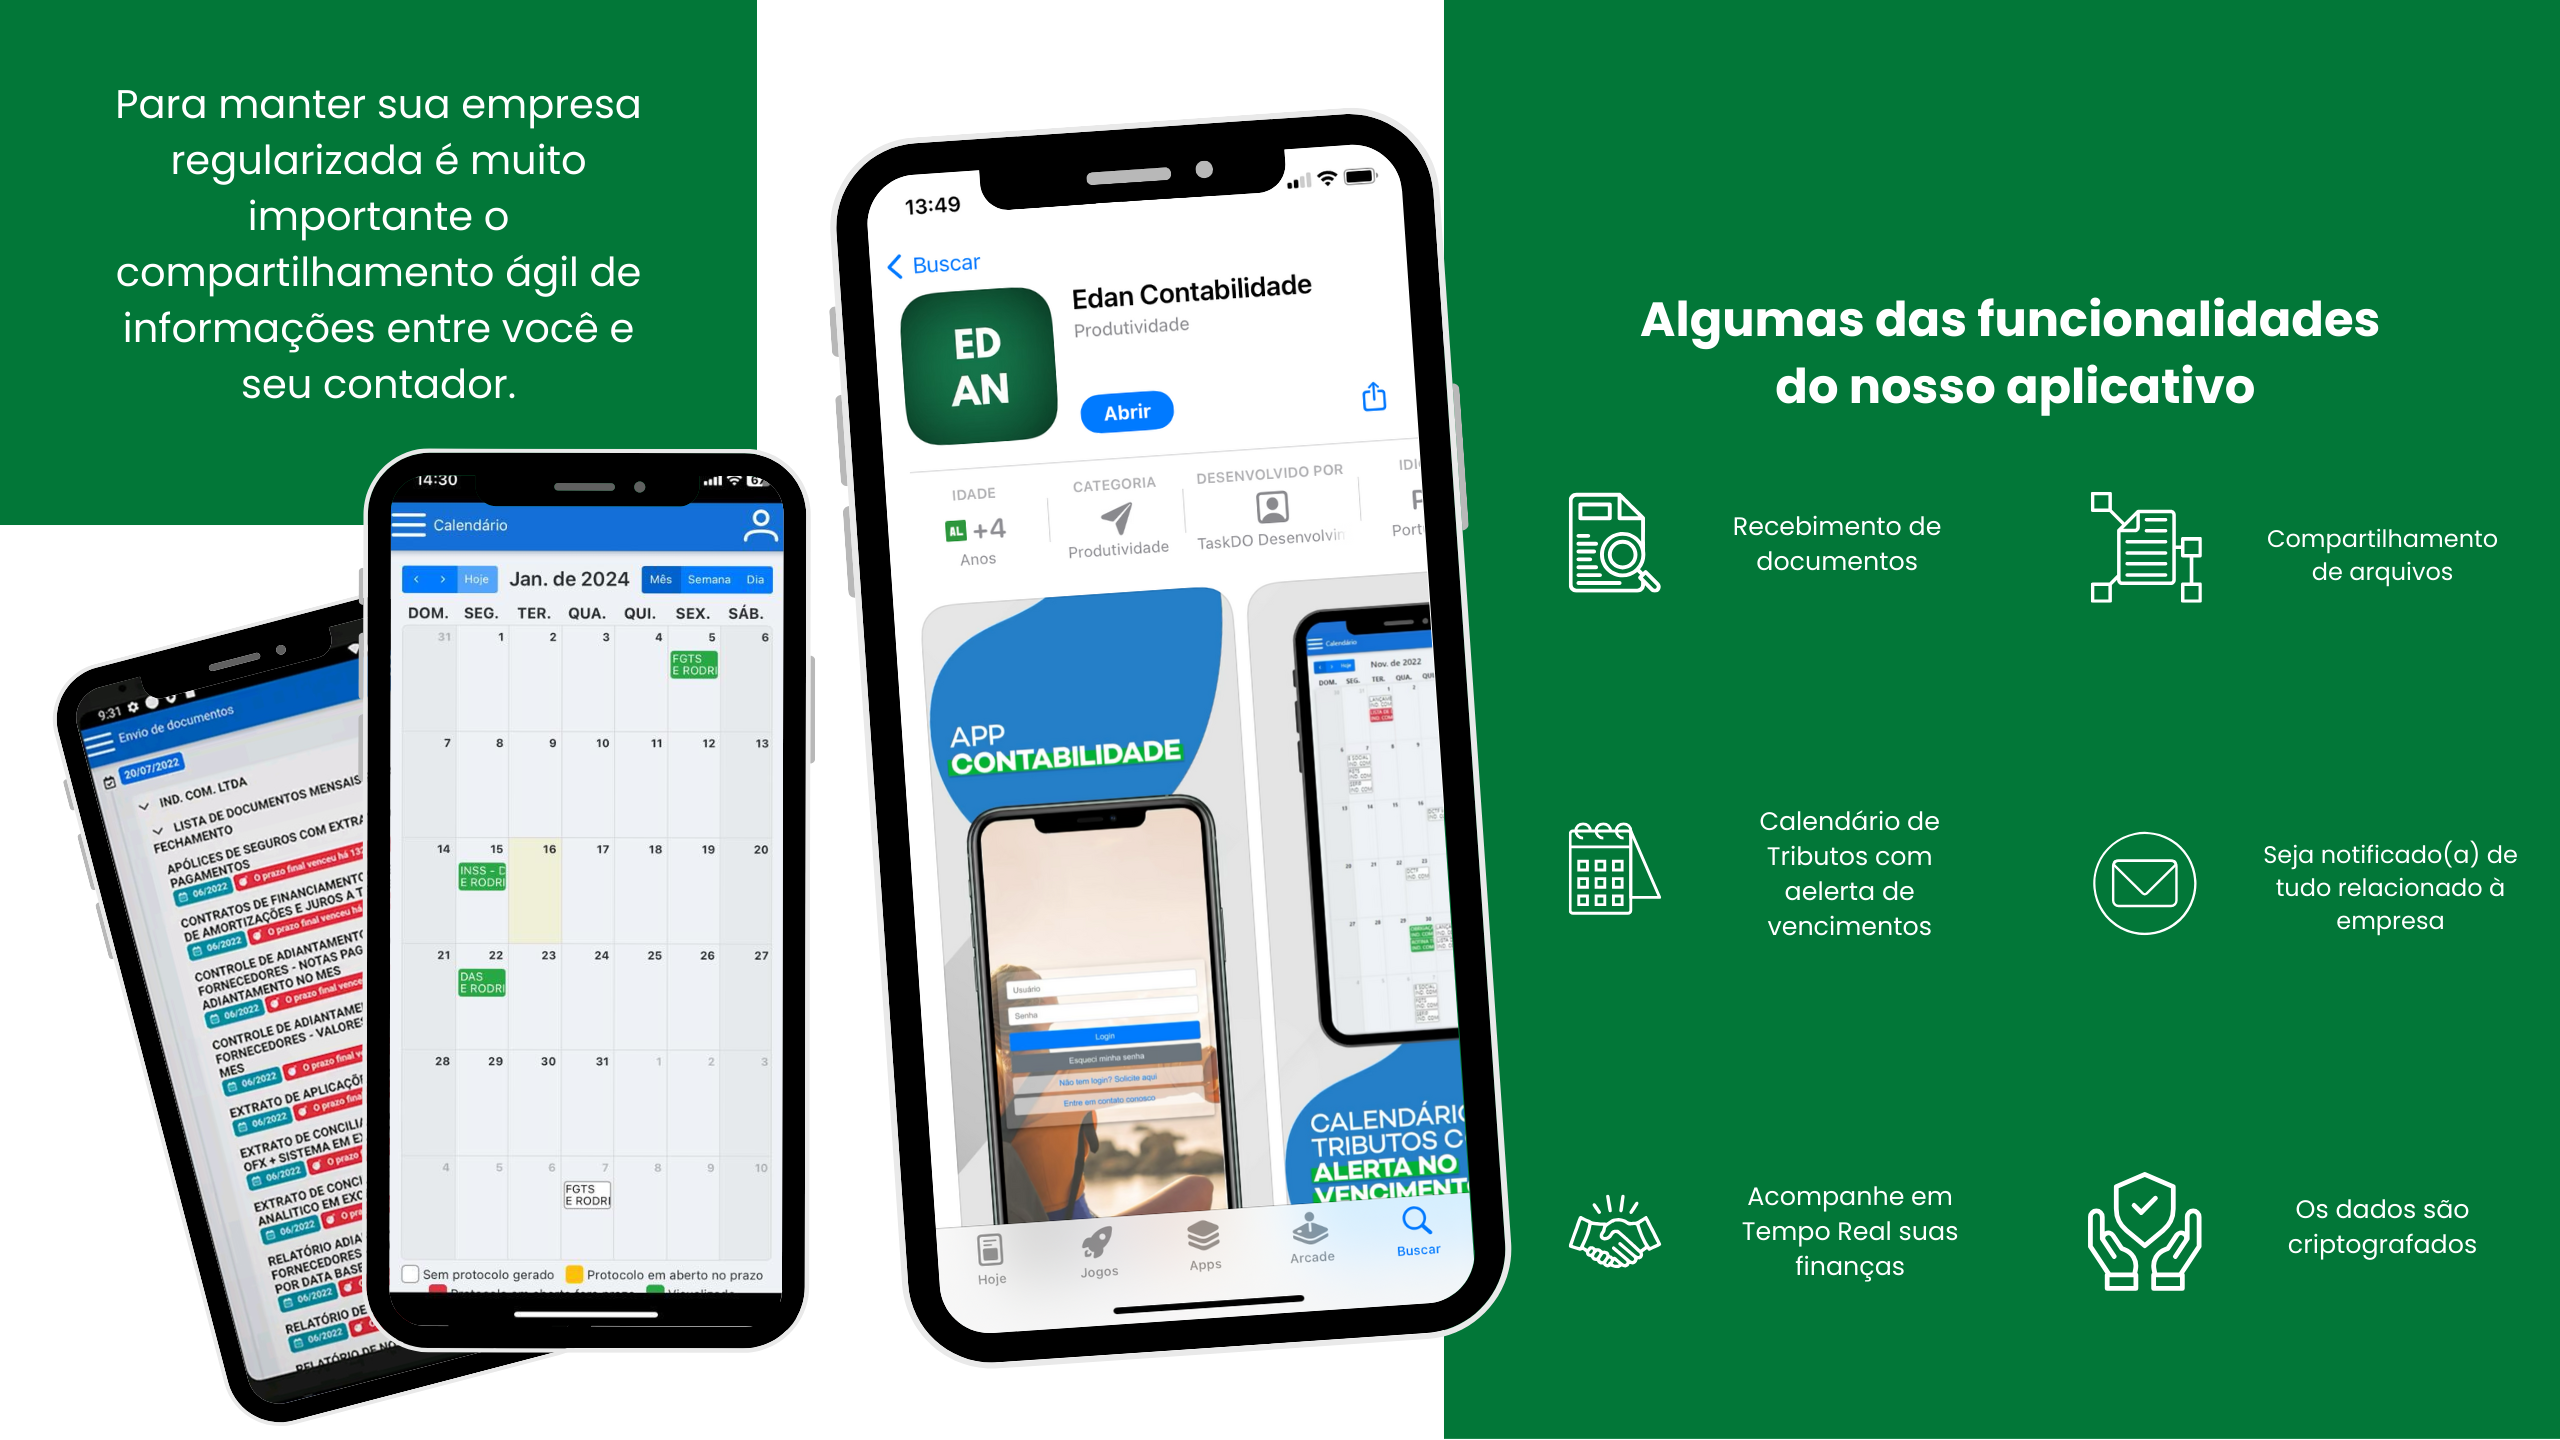 Para manter sua empresa
regularizada é muito
importante o
compartilhamento ágil de
informações entre você e
seu contador.
9:31
Envio de documentos
20/07/2022
IND. COM. LTDA
LISTA DE DOCUMENTOS MENSAIS
FECHAMENTO
APÓLICES DE SEGUROS COM EXTRA
PAGAMENTOS
06/2022 O prazo final venceu há 132
CONTRATOS DE FINANCIAMENTO
DE AMORTIZAÇÕES E JUROS A T
06/2022 O prazo final venceu há
CONTROLE DE ADIANTAMENTO
FORNECEDORES - NOTAS PAG
ADIANTAMENTO NO MES
06/2022 O prazo final vence
CONTROLE DE ADIANTAME
FORNECEDORES - VALORES
MES
06/2022 O prazo final v
EXTRATO DE APLICAÇÕ
06/2022 O prazo fina
EXTRATO DE CONCILIA
OFX + SISTEMA EM E
06/2022 O prazo
EXTRATO DE CONCI
ANALITICO EM EXC
06/2022 O pra
RELATÓRIO ADIA
FORNECEDORES
POR DATA BASE
06/2022
RELATÓRIO DE
06/2022
RELATÓRIO DE NO
14:30
Calendário
Hoje Jan. de 2024 Mês Semana Dia
DOM. SEG. TER. QUA. QUI. SEX. SÁB.
31 1 2 3 4 5 6
FGTS
E RODRI
7 8 9 10 11 12 13
14 15 16 17 18 19 20
INSS - D
E RODRI
21 22 23 24 25 26 27
DAS
E RODRI
28 29 30 31 1 2 3
4 5 6 7 8 9 10
FGTS
E RODRI
Sem protocolo gerado Protocolo em aberto no prazo
13:49
Buscar
ED
AN
Edan Contabilidade
Produtividade
Abrir
IDADE CATEGORIA DESENVOLVIDO POR IDI
AL +4
Anos Produtividade TaskDO Desenvolvin Port
APP
CONTABILIDADE
Usuário
Senha
Login
Esqueci minha senha
Não tem login? Solicite aqui
Entre em contato conosco
Calendário
Hoje Nov. de 2022
DOM. SEG. TER. QUA. QUI
CALENDÁRIO
TRIBUTOS C
ALERTA NO
VENCIMENT
Hoje Jogos Apps Arcade Buscar
Algumas das funcionalidades
do nosso aplicativo
Recebimento de
documentos
Compartilhamento
de arquivos
Calendário de
Tributos com
aelerta de
vencimentos
Seja notificado(a) de
tudo relacionado à
empresa
Acompanhe em
Tempo Real suas
finanças
Os dados são
criptografados